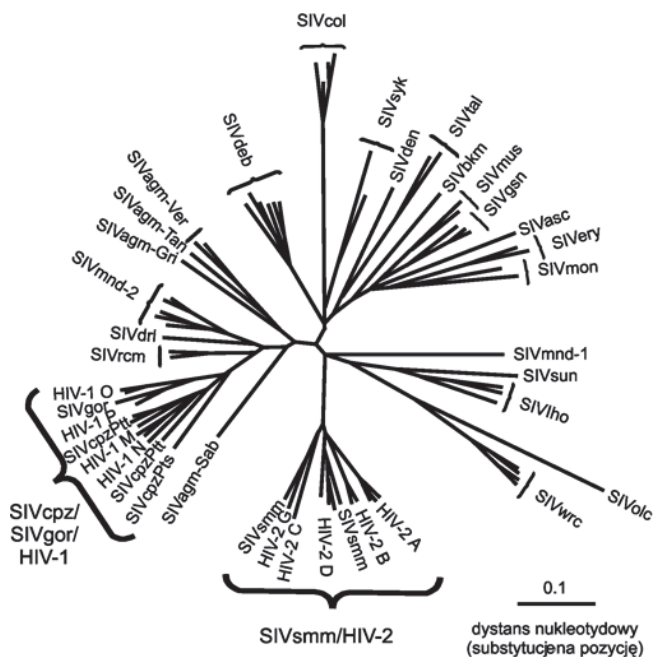 SIVcol
SIVsyk
SIVden
SIVtal
SIVbkm
SIVmus
SIVgsn
SIVasc
SIVery
SIVmon
SIVdeb
SIVagm-Ver
SIVagm-Tan
SIVagm-Gri
SIVmnd-2
SIVdrl
SIVrcm
HIV-1 O
SIVgor
HIV-1 P
SIVcpzPtt
HIV-1 M
HIV-1 N
SIVcpzPtt
SIVcpzPts
SIVagm-Sab
SIVcpz/
SIVgor/
HIV-1
SIVmnd-1
SIVsun
SIVlho
SIVolc
SIVwrc
SIVsmm
HIV-2 G
HIV-2 C
HIV-2 D
SIVsmm
HIV-2 B
HIV-2 A
SIVsmm/HIV-2
0.1
dystans nukleotydowy
(substytucjena pozycję)